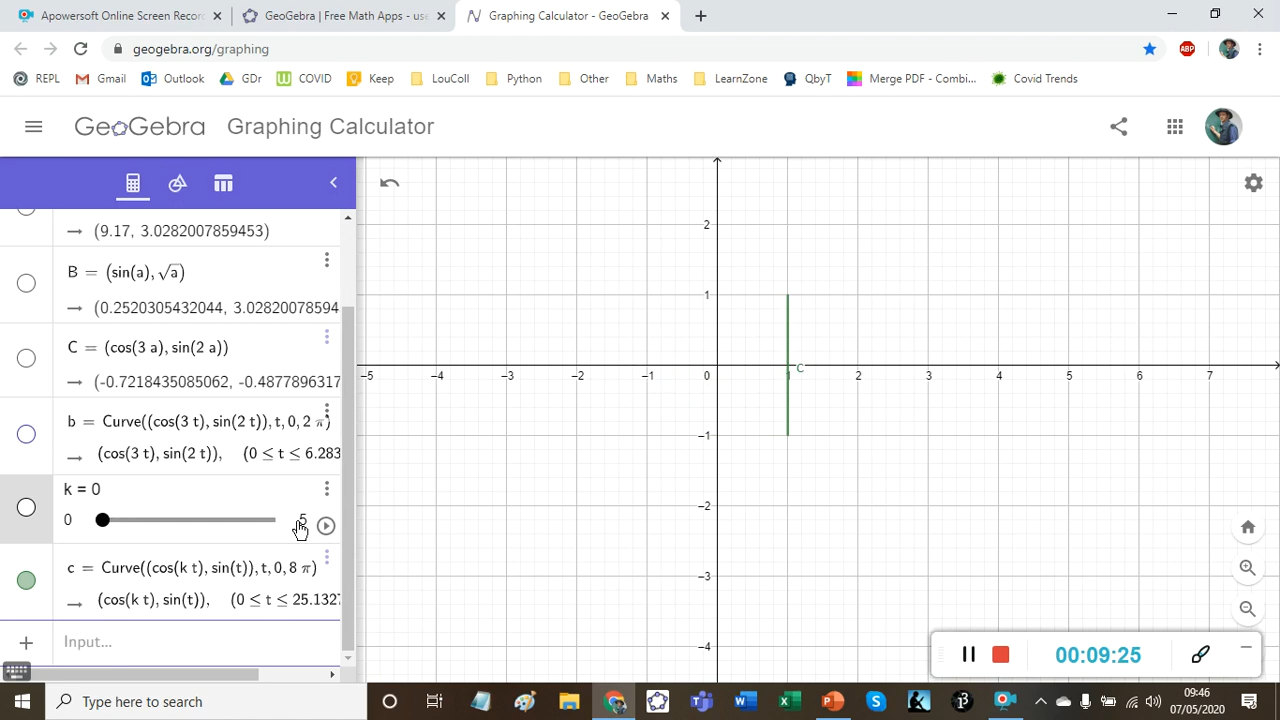 Apowersoft Online Screen Record
GeoGebra | Free Math Apps - use
Graphing Calculator - GeoGebra
geogebra.org/graphing
ABP
REPL Gmail Outlook GDr COVID Keep LouColl Python Other Maths LearnZone QbyT Merge PDF - Combi... Covid Trends
GeoGebra Graphing Calculator
→ (9.17, 3.0282007859453)
B = (sin(a), √a)
→ (0.2520305432044, 3.02820078594
C = (cos(3 a), sin(2 a))
→ (-0.7218435085062, -0.4877896317
b = Curve((cos(3 t), sin(2 t)), t, 0, 2 π)
→ (cos(3 t), sin(2 t)), (0 ≤ t ≤ 6.283
k = 0
0 5
c = Curve((cos(k t), sin(t)), t, 0, 8 π)
→ (cos(k t), sin(t)), (0 ≤ t ≤ 25.1327
+ Input...
2
1
−5 −4 −3 −2 −1 0 1 2 3 4 5 6 7
C
−1
−2
−3
−4
00:09:25
Type here to search
09:46
07/05/2020